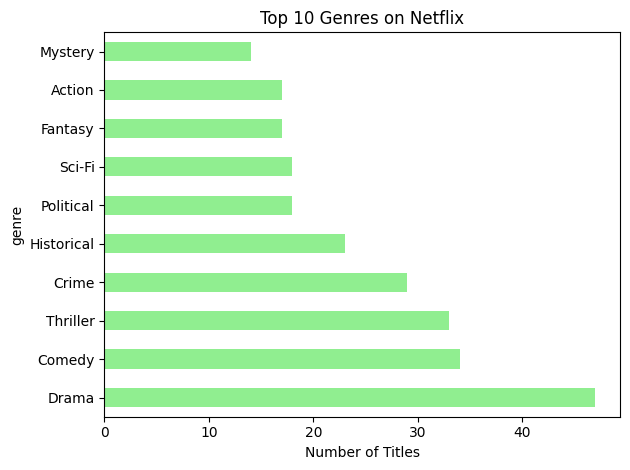 Top 10 Genres on Netflix
genre
Mystery
Action
Fantasy
Sci-Fi
Political
Historical
Crime
Thriller
Comedy
Drama
0 10 20 30 40
Number of Titles